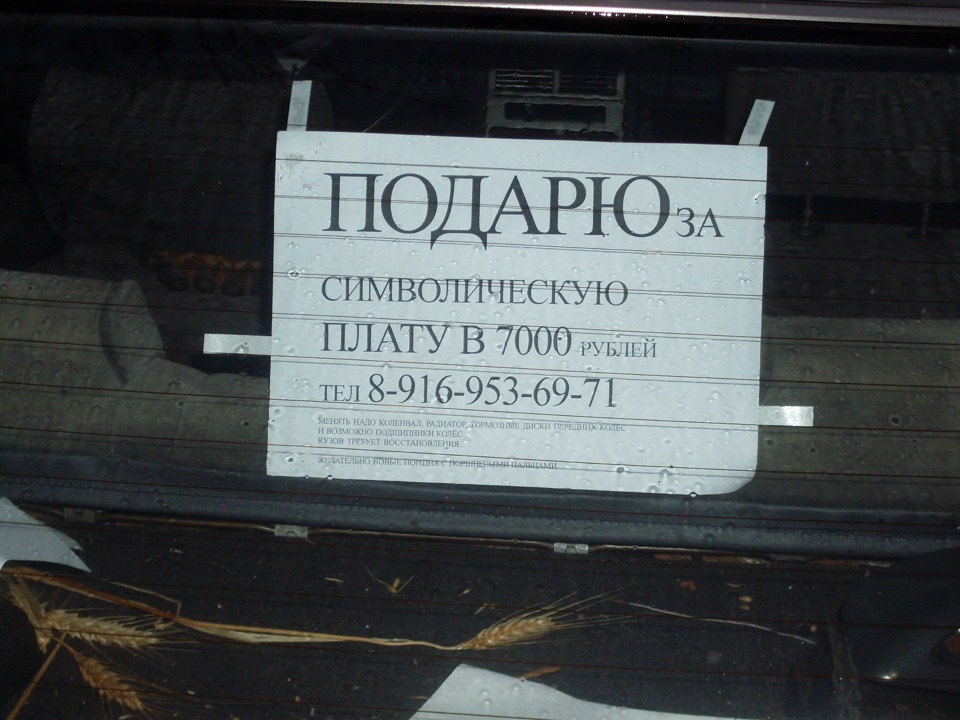 ПОДАРЮ ЗА
СИМВОЛИЧЕСКУЮ
ПЛАТУ В 7000 РУБЛЕЙ
ТЕЛ 8-916-953-69-71
МЕНЯТЬ НАДО КОЛЕНВАЛ, РАДИАТОР, ТОРМОЗНЫЕ ДИСКИ ПЕРЕДНИХ КОЛЕС
И ВОЗМОЖНО ПОДШИПНИКИ КОЛЕС
КУЗОВ ТРЕБУЕТ ВОССТАНОВЛЕНИЯ
ЖЕЛАТЕЛЬНО НОВЫЕ ПОРШНЯ С ПОРШНЕВЫМИ ПАЛЬЦАМИ